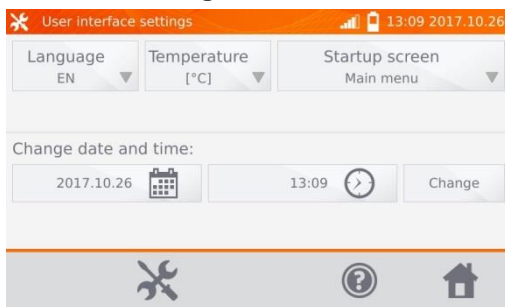 User interface settings 13:09 2017.10.26
Language Temperature Startup screen
EN [°C] Main menu
Change date and time:
2017.10.26 13:09 Change